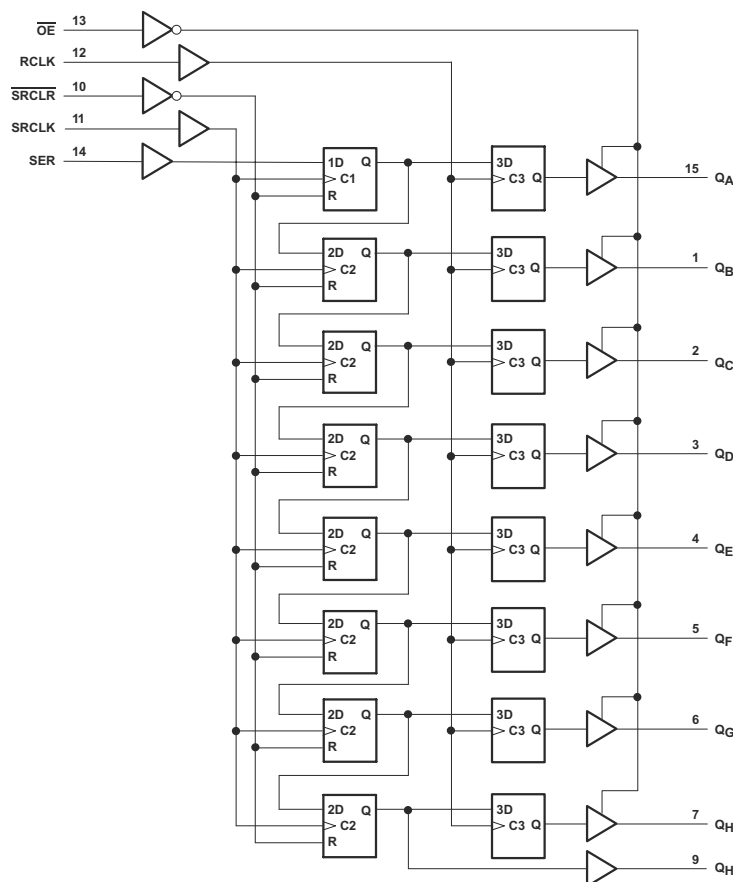 OE 13
RCLK 12
SRCLR 10
SRCLK 11
SER 14
1D Q 3D
C1 C3 Q 15 QA
R
2D Q 3D
C2 C3 Q 1 QB
R
2D Q 3D
C2 C3 Q 2 QC
R
2D Q 3D
C2 C3 Q 3 QD
R
2D Q 3D
C2 C3 Q 4 QE
R
2D Q 3D
C2 C3 Q 5 QF
R
2D Q 3D
C2 C3 Q 6 QG
R
2D Q 3D
C2 C3 Q 7 QH
R
9 QH